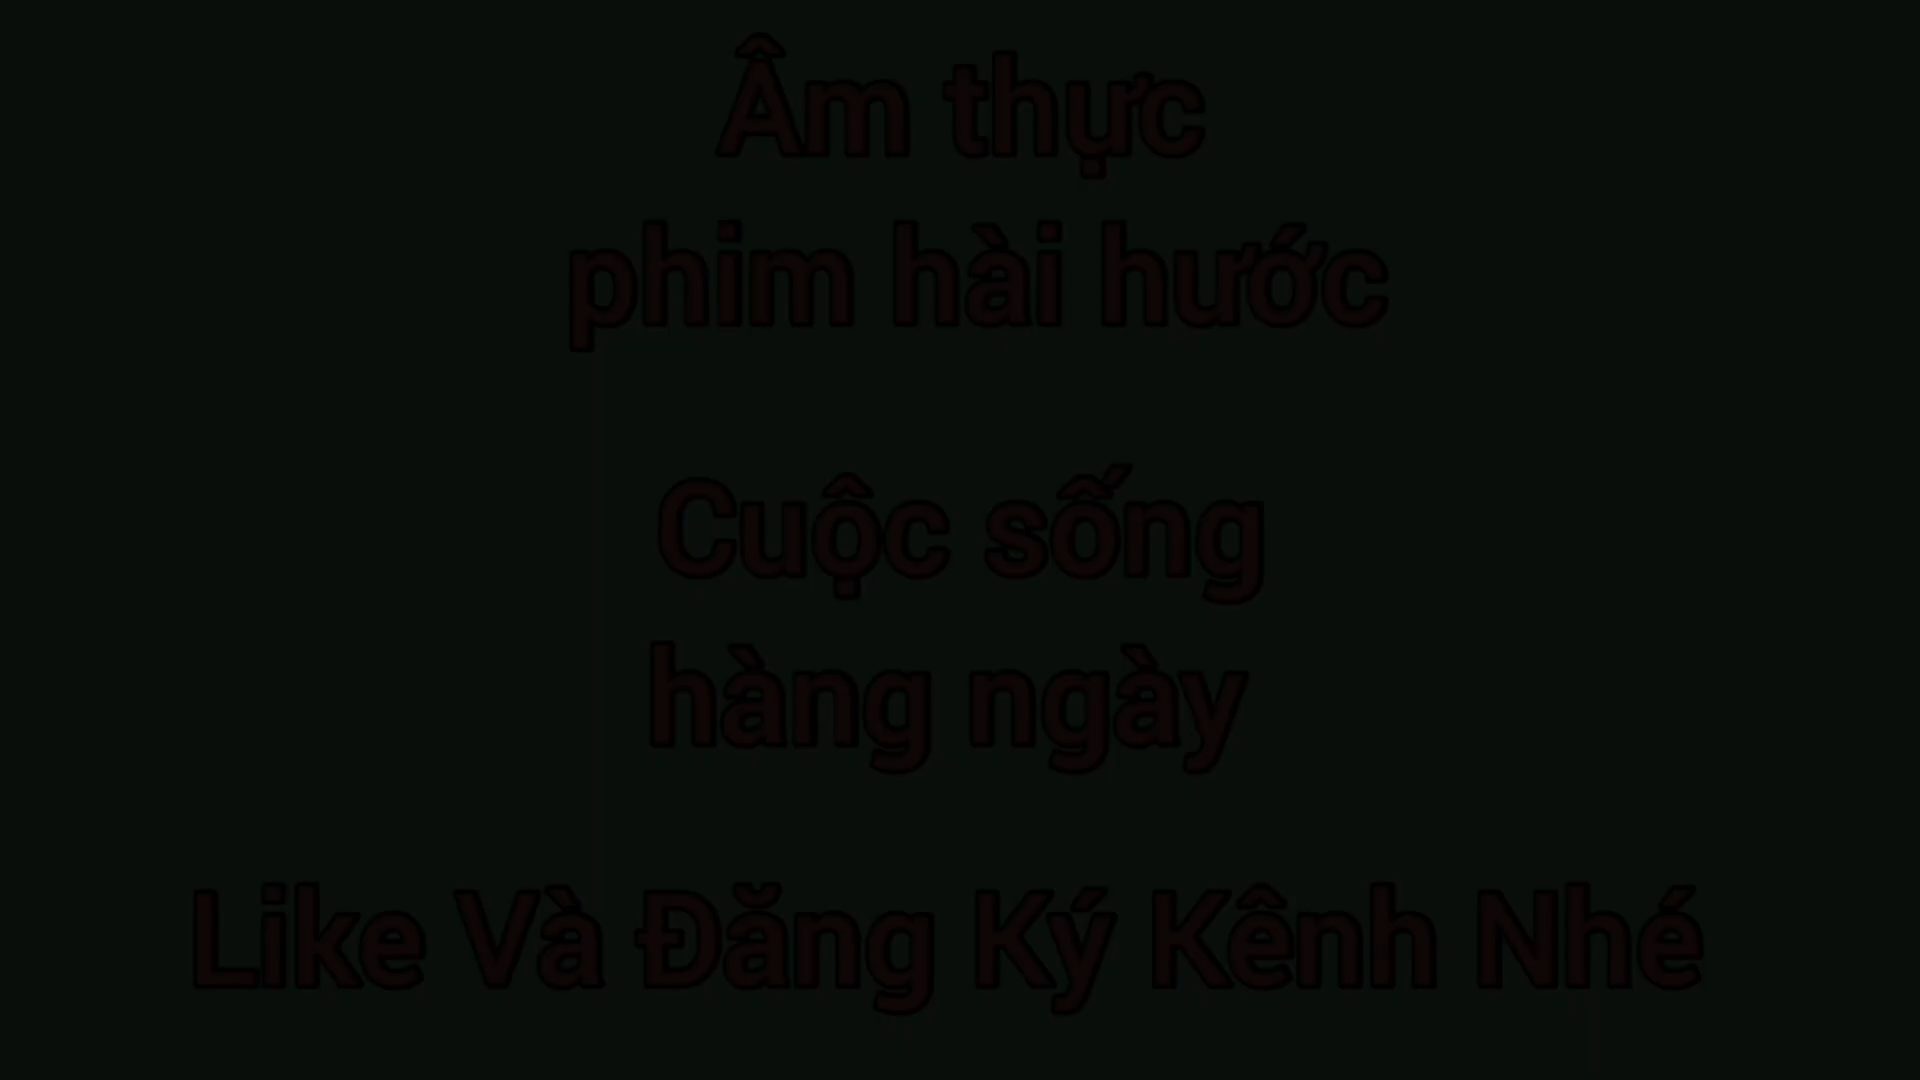 Âm thực
phim hài hước
Cuộc sống
hàng ngày
Like Và Đăng Ký Kênh Nhé